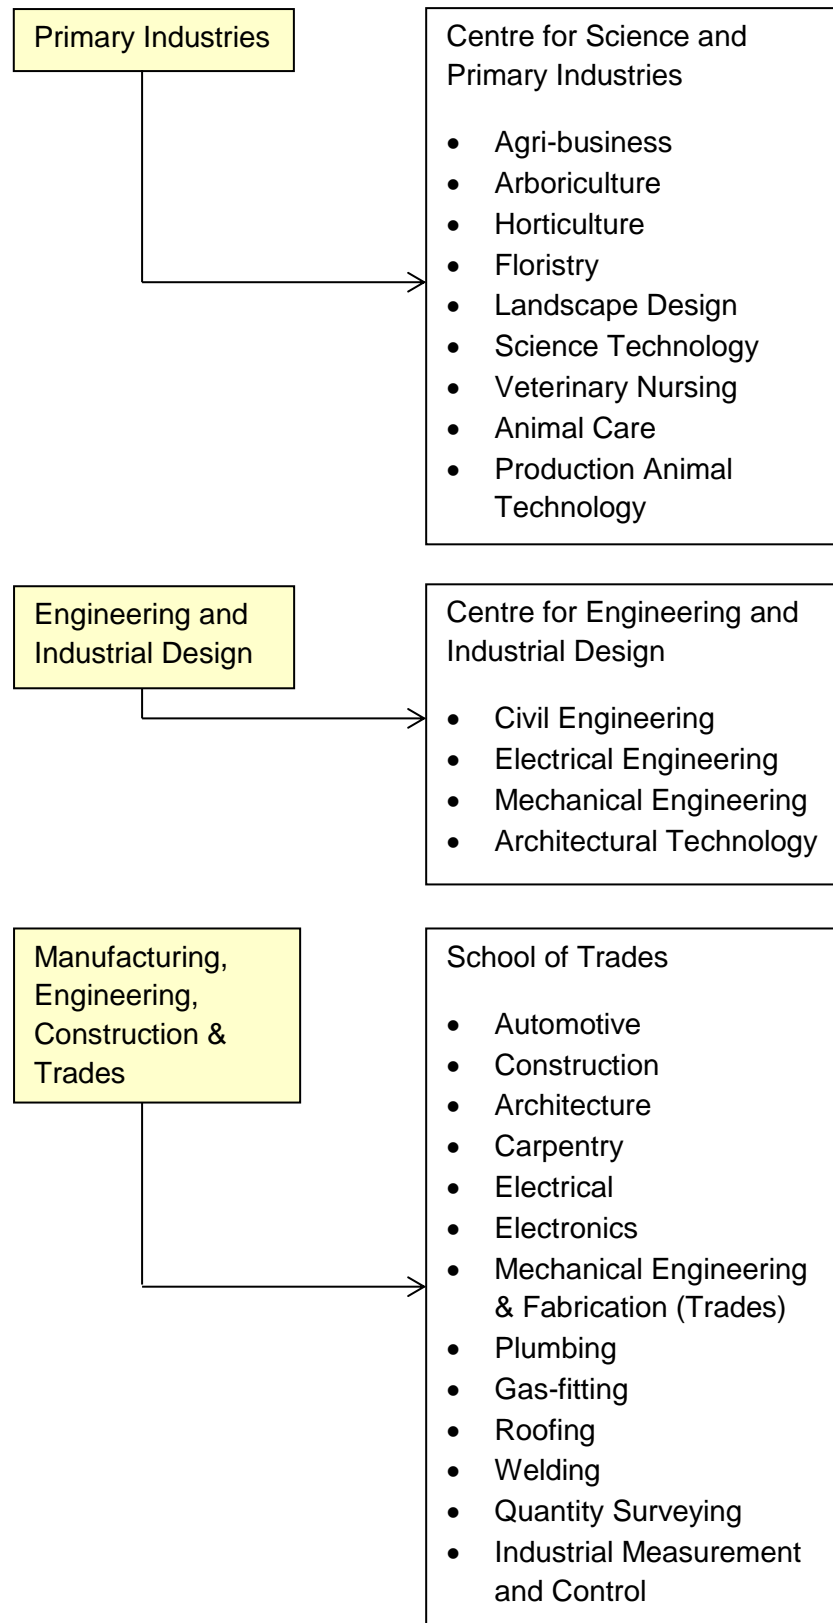 Primary Industries
Centre for Science and
Primary Industries
• Agri-business
• Arboriculture
• Horticulture
• Floristry
• Landscape Design
• Science Technology
• Veterinary Nursing
• Animal Care
• Production Animal
Technology
Engineering and
Industrial Design
Centre for Engineering and
Industrial Design
• Civil Engineering
• Electrical Engineering
• Mechanical Engineering
• Architectural Technology
Manufacturing,
Engineering,
Construction &
Trades
School of Trades
• Automotive
• Construction
• Architecture
• Carpentry
• Electrical
• Electronics
• Mechanical Engineering
& Fabrication (Trades)
• Plumbing
• Gas-fitting
• Roofing
• Welding
• Quantity Surveying
• Industrial Measurement
and Control